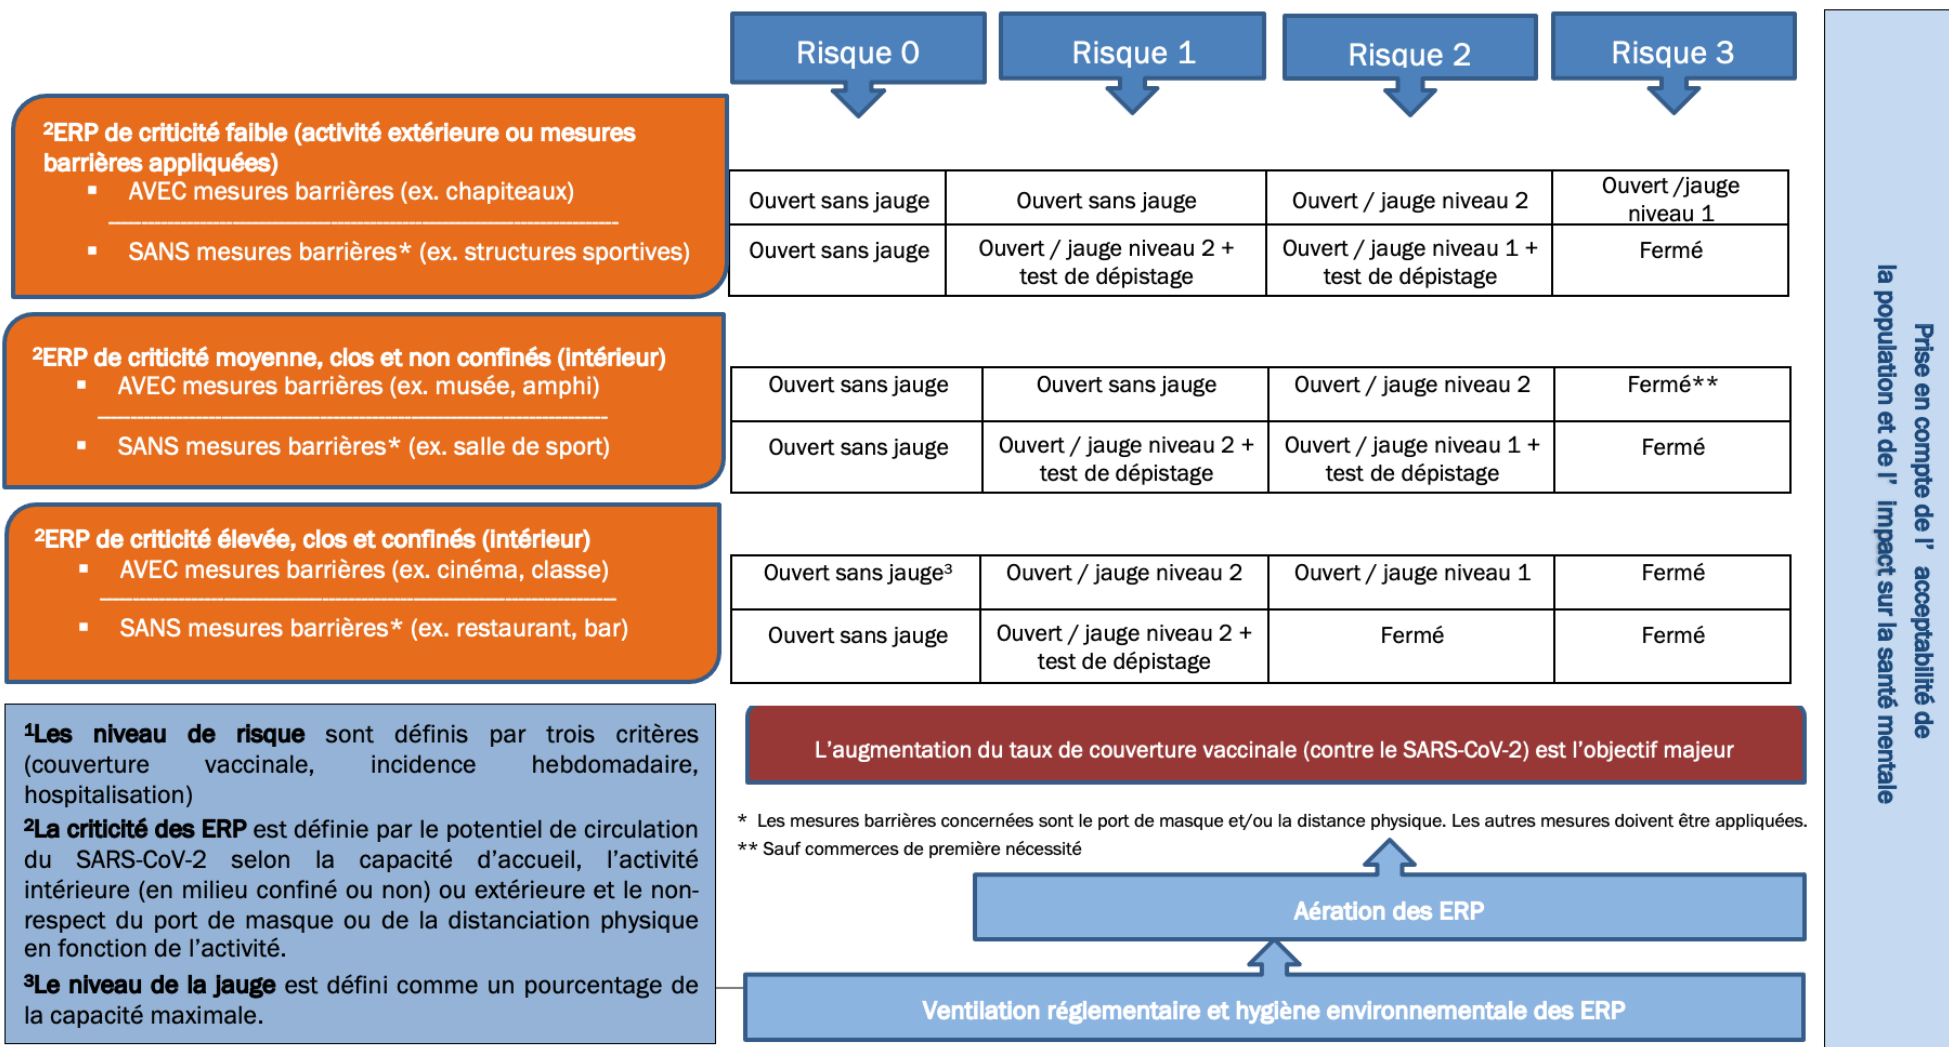 Risque 0
Risque 1
Risque 2
Risque 3
²ERP de criticité faible (activité extérieure ou mesures
barrières appliquées)
▪ AVEC mesures barrières (ex. chapiteaux)
▪ SANS mesures barrières* (ex. structures sportives)
Ouvert sans jauge
Ouvert sans jauge
Ouvert / jauge niveau 2
Ouvert /jauge
niveau 1
Ouvert sans jauge
Ouvert / jauge niveau 2 +
test de dépistage
Ouvert / jauge niveau 1 +
test de dépistage
Fermé
²ERP de criticité moyenne, clos et non confinés (intérieur)
▪ AVEC mesures barrières (ex. musée, amphi)
▪ SANS mesures barrières* (ex. salle de sport)
Ouvert sans jauge
Ouvert sans jauge
Ouvert / jauge niveau 2
Fermé**
Ouvert sans jauge
Ouvert / jauge niveau 2 +
test de dépistage
Ouvert / jauge niveau 1 +
test de dépistage
Fermé
²ERP de criticité élevée, clos et confinés (intérieur)
▪ AVEC mesures barrières (ex. cinéma, classe)
▪ SANS mesures barrières* (ex. restaurant, bar)
Ouvert sans jauge³
Ouvert / jauge niveau 2
Ouvert / jauge niveau 1
Fermé
Ouvert sans jauge
Ouvert / jauge niveau 2 +
test de dépistage
Fermé
Fermé
¹Les niveau de risque sont définis par trois critères
(couverture vaccinale, incidence hebdomadaire,
hospitalisation)
²La criticité des ERP est définie par le potentiel de circulation
du SARS-CoV-2 selon la capacité d'accueil, l'activité
intérieure (en milieu confiné ou non) ou extérieure et le non-
respect du port de masque ou de la distanciation physique
en fonction de l'activité.
³Le niveau de la jauge est défini comme un pourcentage de
la capacité maximale.
L'augmentation du taux de couverture vaccinale (contre le SARS-CoV-2) est l'objectif majeur
* Les mesures barrières concernées sont le port de masque et/ou la distance physique. Les autres mesures doivent être appliquées.
** Sauf commerces de première nécessité
Aération des ERP
Ventilation réglementaire et hygiène environnementale des ERP
Prise en compte de l' acceptabilité de
la population et de l' impact sur la santé mentale